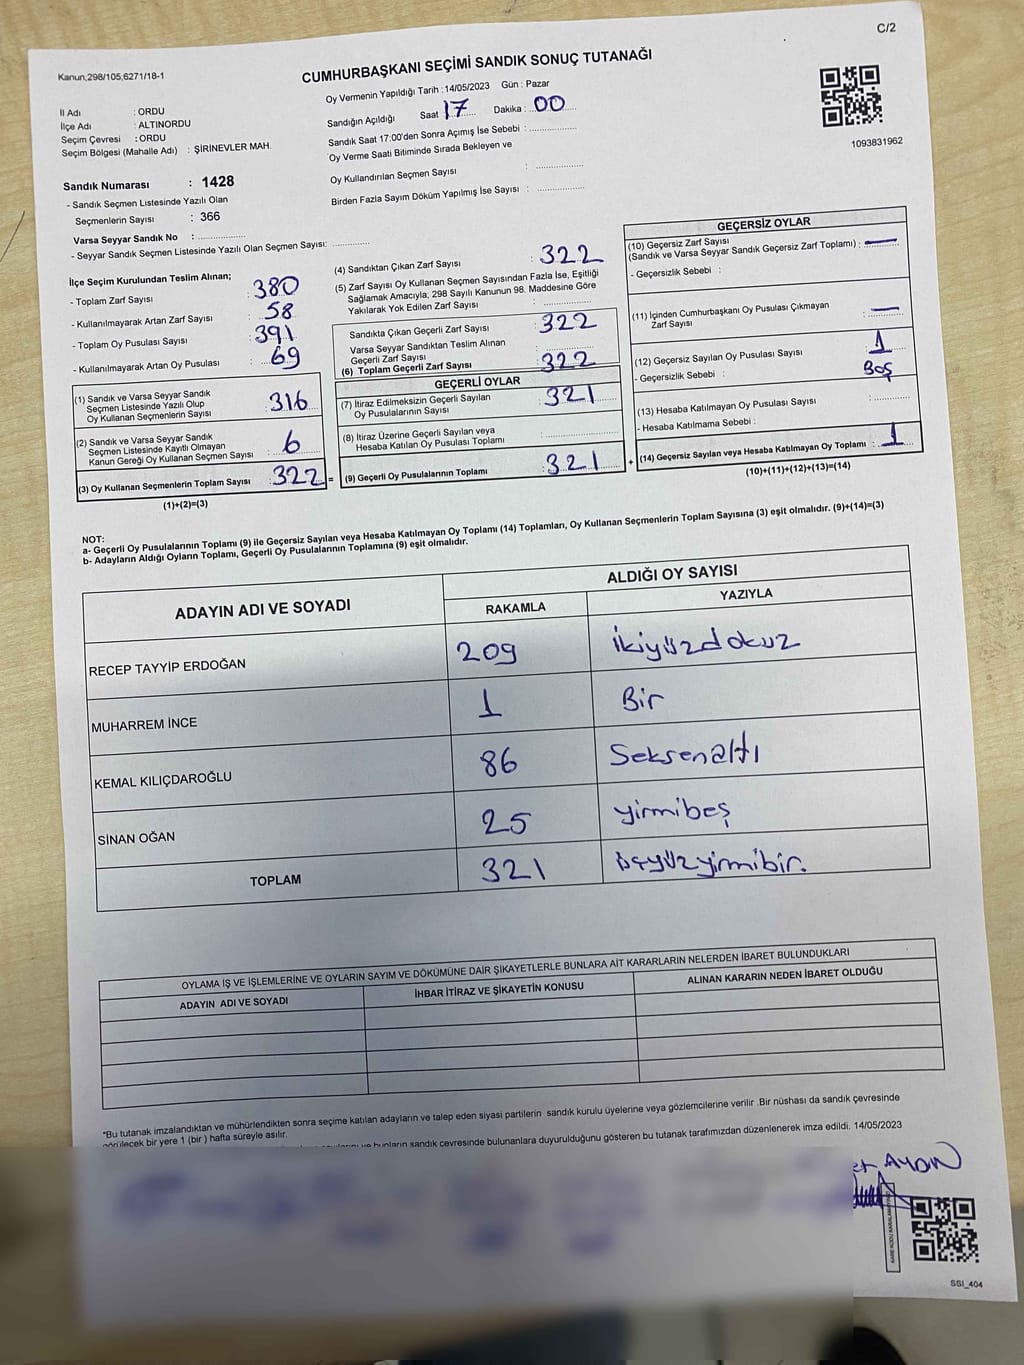 C/2
Kanun,298/105,6271/18-1
CUMHURBAŞKANI SEÇİMİ SANDIK SONUÇ TUTANAĞI
Oy Vermenin Yapıldığı Tarih :14/05/2023 Gün : Pazar
İl Adı : ORDU
İlçe Adı : ALTINORDU
Seçim Çevresi : ORDU
Seçim Bölgesi (Mahalle Adı) : ŞİRİNEVLER MAH.
Sandığın Açıldığı Saat 17 Dakika : 00
Sandık Saat 17:00'den Sonra Açımış İse Sebebi :
Oy Verme Saati Bitiminde Sırada Bekleyen ve
Oy Kullandırılan Seçmen Sayısı :
Birden Fazla Sayım Döküm Yapılmış İse Sayısı :
1093831962
Sandık Numarası : 1428
- Sandık Seçmen Listesinde Yazılı Olan
Seçmenlerin Sayısı : 366
Varsa Seyyar Sandık No :
- Seyyar Sandık Seçmen Listesinde Yazılı Olan Seçmen Sayısı:
İlçe Seçim Kurulundan Teslim Alınan;
- Toplam Zarf Sayısı : 380
- Kullanılmayarak Artan Zarf Sayısı : 58
- Toplam Oy Pusulası Sayısı : 391
- Kullanılmayarak Artan Oy Pusulası : 69
(1) Sandık ve Varsa Seyyar Sandık
Seçmen Listesinde Yazılı Olup
Oy Kullanan Seçmenlerin Sayısı : 316
(2) Sandık ve Varsa Seyyar Sandık
Seçmen Listesinde Kayıtlı Olmayan
Kanun Gereği Oy Kullanan Seçmen Sayısı : 6
(3) Oy Kullanan Seçmenlerin Toplam Sayısı : 322 =
(1)+(2)=(3)
(4) Sandıktan Çıkan Zarf Sayısı : 322
(5) Zarf Sayısı Oy Kullanan Seçmen Sayısından Fazla İse, Eşitliği
Sağlamak Amacıyla; 298 Sayılı Kanunun 98. Maddesine Göre
Yakılarak Yok Edilen Zarf Sayısı :
Sandıkta Çıkan Geçerli Zarf Sayısı : 322
Varsa Seyyar Sandıktan Teslim Alınan
Geçerli Zarf Sayısı :
(6) Toplam Geçerli Zarf Sayısı : 322
GEÇERLİ OYLAR
(7) İtiraz Edilmeksizin Geçerli Sayılan
Oy Pusulalarının Sayısı : 321
(8) İtiraz Üzerine Geçerli Sayılan veya
Hesaba Katılan Oy Pusulası Toplamı :
(9) Geçerli Oy Pusulalarının Toplamı : 321 +
GEÇERSİZ OYLAR
(10) Geçersiz Zarf Sayısı
(Sandık ve Varsa Seyyar Sandık Geçersiz Zarf Toplamı) : —
- Geçersizlik Sebebi :
(11) İçinden Cumhurbaşkanı Oy Pusulası Çıkmayan
Zarf Sayısı : —
(12) Geçersiz Sayılan Oy Pusulası Sayısı : 1
- Geçersizlik Sebebi : Boş
(13) Hesaba Katılmayan Oy Pusulası Sayısı :
- Hesaba Katılmama Sebebi :
(14) Geçersiz Sayılan veya Hesaba Katılmayan Oy Toplamı : 1
(10)+(11)+(12)+(13)=(14)
NOT:
a- Geçerli Oy Pusulalarının Toplamı (9) ile Geçersiz Sayılan veya Hesaba Katılmayan Oy Toplamı (14) Toplamları, Oy Kullanan Seçmenlerin Toplam Sayısına (3) eşit olmalıdır. (9)+(14)=(3)
b- Adayların Aldığı Oyların Toplamı, Geçerli Oy Pusulalarının Toplamına (9) eşit olmalıdır.
ADAYIN ADI VE SOYADI ALDIĞI OY SAYISI
RAKAMLA YAZIYLA
RECEP TAYYİP ERDOĞAN 209 ikiyüzdokuz
MUHARREM İNCE 1 Bir
KEMAL KILIÇDAROĞLU 86 Seksenaltı
SİNAN OĞAN 25 yirmibeş
TOPLAM 321 üçyüzyirmibir.
OYLAMA İŞ VE İŞLEMLERİNE VE OYLARIN SAYIM VE DÖKÜMÜNE DAİR ŞİKAYETLERLE BUNLARA AİT KARARLARIN NELERDEN İBARET BULUNDUKLARI
ADAYIN ADI VE SOYADI İHBAR İTİRAZ VE ŞİKAYETİN KONUSU ALINAN KARARIN NEDEN İBARET OLDUĞU
*Bu tutanak imzalandıktan ve mühürlendikten sonra seçime katılan adayların ve talep eden siyasi partilerin sandık kurulu üyelerine veya gözlemcilerine verilir .Bir nüshası da sandık çevresinde
görülecek bir yere 1 (bir ) hafta süreyle asılır.
ve bunların sandık çevresinde bulunanlara duyurulduğunu gösteren bu tutanak tarafımızdan düzenlenerek imza edildi. 14/05/2023
et AYDIN
SSI_404